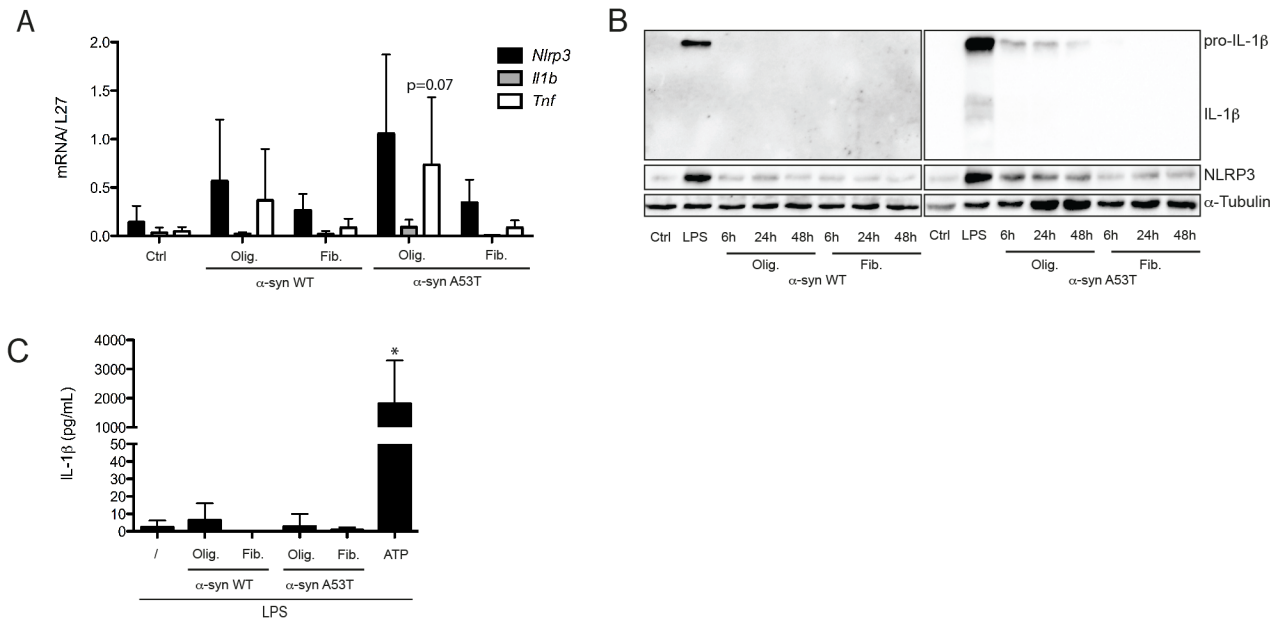 A
2.0
1.5
1.0
0.5
0.0
mRNA/ L27
Nlrp3
Il1b
Tnf
p=0.07
Ctrl Olig. Fib. Olig. Fib.
α-syn WT α-syn A53T
B
pro-IL-1β
IL-1β
NLRP3
α-Tubulin
Ctrl LPS 6h 24h 48h 6h 24h 48h Ctrl LPS 6h 24h 48h 6h 24h 48h
Olig. Fib. Olig. Fib.
α-syn WT α-syn A53T
C
4000
3000
2000
1000
50
40
30
20
10
0
IL-1β (pg/mL)
*
/ Olig. Fib. Olig. Fib. ATP
α-syn WT α-syn A53T
LPS